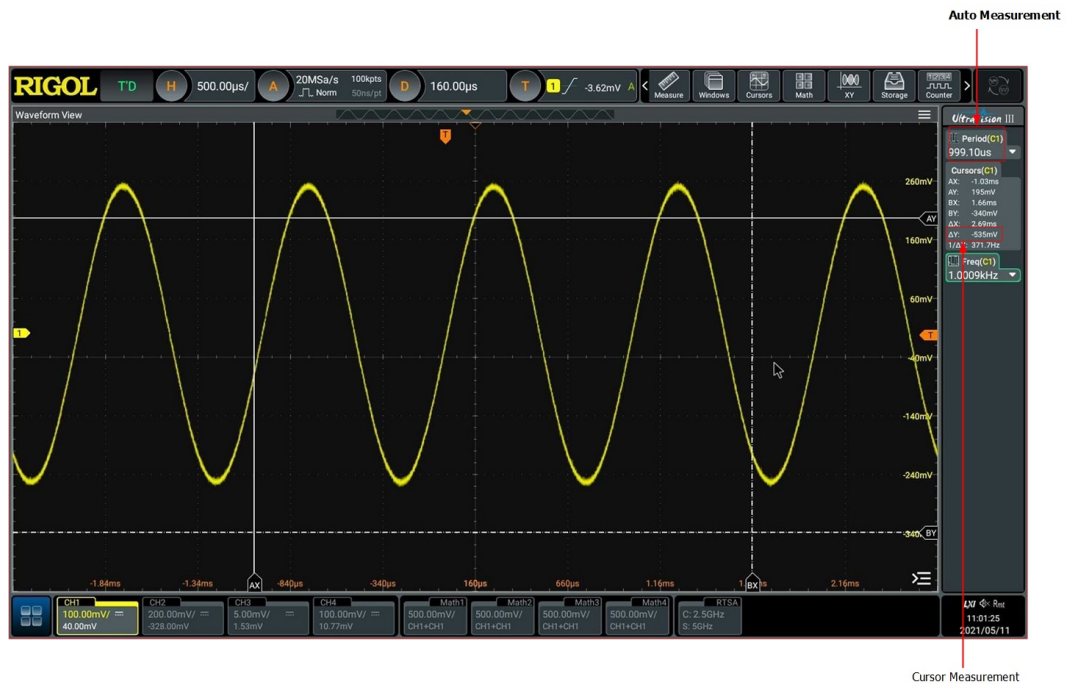 Auto Measurement
RIGOL
T'D
H
500.00µs/
A
20MSa/s
100kpts
Norm
50ns/pt
D
160.00µs
T
1
-3.62mV
A
Measure
Windows
Cursors
Math
XY
Storage
Counter
Waveform View
T
UltraVision III
Period(C1)
999.10us
Cursors(C1)
AX: -1.03ms
AY: 195mV
BX: 1.66ms
BY: -340mV
ΔX: 2.69ms
ΔY: -535mV
371.7Hz
Freq(C1)
1.0009kHz
260mV
AY
160mV
60mV
1
T
-40mV
-140mV
-240mV
-340
BY
-1.84ms
-1.34ms
AX
-840µs
-340µs
160µs
660µs
1.16ms
BX
2.16ms
CH1
100.00mV/
40.00mV
CH2
200.00mV/
-328.00mV
CH3
5.00mV/
1.53mV
CH4
100.00mV/
10.77mV
Math1
500.00mV/
CH1+CH1
Math2
500.00mV/
CH1+CH1
Math3
500.00mV/
CH1+CH1
Math4
500.00mV/
CH1+CH1
RTSA
C: 2.5GHz
S: 5GHz
LXI
Rmt
11:01:25
2021/05/11
Cursor Measurement